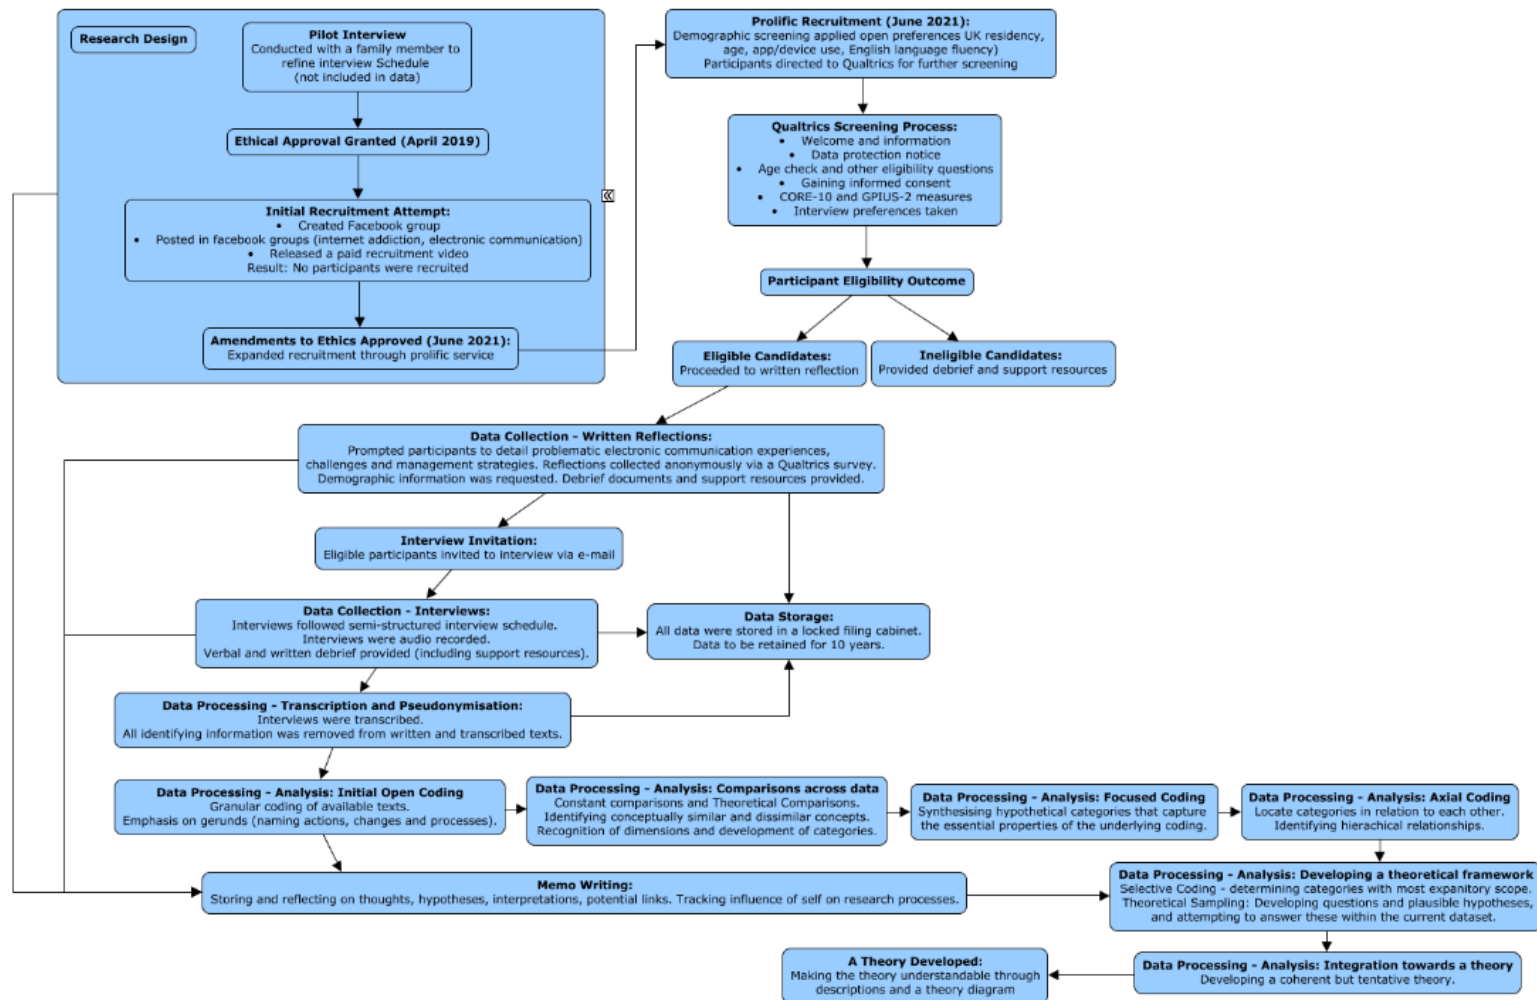 Research Design
Pilot Interview
Conducted with a family member to
refine interview Schedule
(not included in data)
Ethical Approval Granted (April 2019)
Initial Recruitment Attempt:
• Created Facebook group
• Posted in facebook groups (internet addiction, electronic communication)
• Released a paid recruitment video
Result: No participants were recruited
Amendments to Ethics Approved (June 2021):
Expanded recruitment through prolific service
Prolific Recruitment (June 2021):
Demographic screening applied open preferences UK residency,
age, app/device use, English language fluency)
Participants directed to Qualtrics for further screening
Qualtrics Screening Process:
• Welcome and information
• Data protection notice
• Age check and other eligibility questions
• Gaining informed consent
• CORE-10 and GPIUS-2 measures
• Interview preferences taken
Participant Eligibility Outcome
Eligible Candidates:
Proceeded to written reflection
Ineligible Candidates:
Provided debrief and support resources
Data Collection - Written Reflections:
Prompted participants to detail problematic electronic communication experiences,
challenges and management strategies. Reflections collected anonymously via a Qualtrics survey.
Demographic information was requested. Debrief documents and support resources provided.
Interview Invitation:
Eligible participants invited to interview via e-mail
Data Collection - Interviews:
Interviews followed semi-structured interview schedule.
Interviews were audio recorded.
Verbal and written debrief provided (including support resources).
Data Storage:
All data were stored in a locked filing cabinet.
Data to be retained for 10 years.
Data Processing - Transcription and Pseudonymisation:
Interviews were transcribed.
All identifying information was removed from written and transcribed texts.
Data Processing - Analysis: Initial Open Coding
Granular coding of available texts.
Emphasis on gerunds (naming actions, changes and processes).
Data Processing - Analysis: Comparisons across data
Constant comparisons and Theoretical Comparisons.
Identifying conceptually similar and dissimilar concepts.
Recognition of dimensions and development of categories.
Data Processing - Analysis: Focused Coding
Synthesising hypothetical categories that capture
the essential properties of the underlying coding.
Data Processing - Analysis: Axial Coding
Locate categories in relation to each other.
Identifying hierachical relationships.
Memo Writing:
Storing and reflecting on thoughts, hypotheses, interpretations, potential links. Tracking influence of self on research processes.
Data Processing - Analysis: Developing a theoretical framework
Selective Coding - determining categories with most expanitory scope.
Theoretical Sampling: Developing questions and plausible hypotheses,
and attempting to answer these within the current dataset.
Data Processing - Analysis: Integration towards a theory
Developing a coherent but tentative theory.
A Theory Developed:
Making the theory understandable through
descriptions and a theory diagram